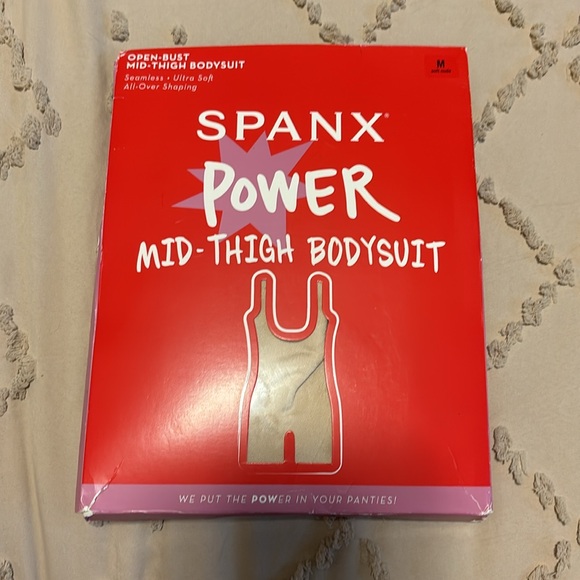 OPEN-BUST
MID-THIGH BODYSUIT
Seamless • Ultra Soft
All-Over Shaping
M
SPANX®
POWER
MID-THIGH BODYSUIT
WE PUT THE POWER IN YOUR PANTIES!